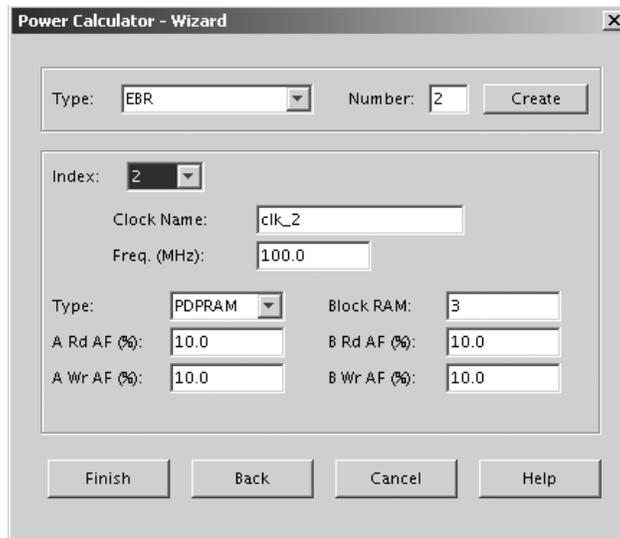 Power Calculator - Wizard
Type: EBR Number: 2 Create
Index: 2
Clock Name: clk_2
Freq. (MHz): 100.0
Type: PDPRAM Block RAM: 3
A Rd AF (%): 10.0 B Rd AF (%): 10.0
A Wr AF (%): 10.0 B Wr AF (%): 10.0
Finish Back Cancel Help